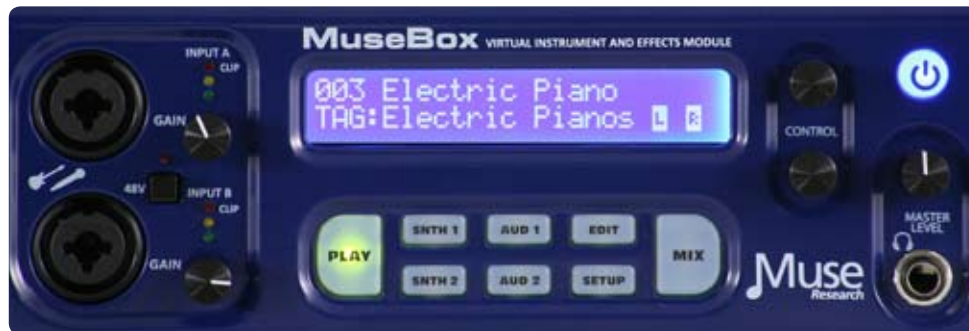 INPUT A
CLIP
GAIN
48V
INPUT B
CLIP
GAIN
MuseBox VIRTUAL INSTRUMENT AND EFFECTS MODULE
003 Electric Piano
TAG:Electric Pianos L R
PLAY
SNTH 1
AUD 1
EDIT
SNTH 2
AUD 2
SETUP
MIX
CONTROL
MASTER
LEVEL
Muse
Research